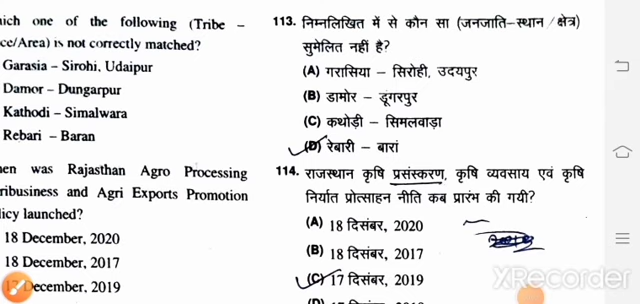 ich one of the following (Tribe –
ce/Area) is not correctly matched?
Garasia – Sirohi, Udaipur
Damor – Dungarpur
Kathodi – Simalwara
Rebari – Baran
en was Rajasthan Agro Processing
ribusiness and Agri Exports Promotion
licy launched?
18 December, 2020
18 December, 2017
December, 2019
113. निम्नलिखित में से कौन सा (जनजाति–स्थान / क्षेत्र)
सुमेलित नहीं है?
(A) गरासिया – सिरोही, उदयपुर
(B) डामोर – डूंगरपुर
(C) कथोड़ी – सिमलवाड़ा
(D) रेबारी – बारां
114. राजस्थान कृषि प्रसंस्करण, कृषि व्यवसाय एवं कृषि
निर्यात प्रोत्साहन नीति कब प्रारंभ की गयी?
(A) 18 दिसंबर, 2020
(B) 18 दिसंबर, 2017
(C) 17 दिसंबर, 2019
XRecorder